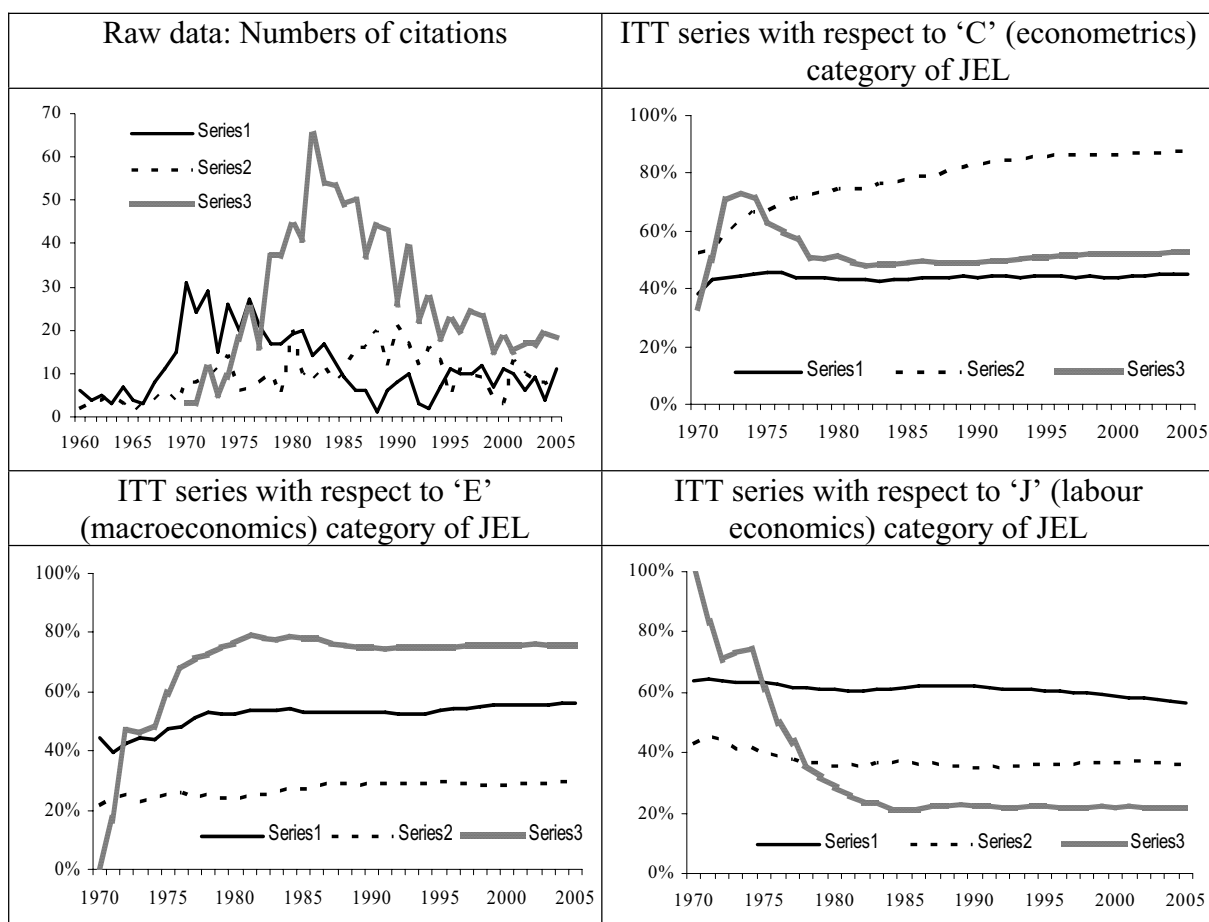 Raw data: Numbers of citations
ITT series with respect to ‘C’ (econometrics)
category of JEL
70
60
50
40
30
20
10
0
Series1
Series2
Series3
1960 1965 1970 1975 1980 1985 1990 1995 2000 2005
100%
80%
60%
40%
20%
0%
Series1 Series2 Series3
1970 1975 1980 1985 1990 1995 2000 2005
ITT series with respect to ‘E’
(macroeconomics) category of JEL
ITT series with respect to ‘J’ (labour
economics) category of JEL
100%
80%
60%
40%
20%
0%
Series1 Series2 Series3
1970 1975 1980 1985 1990 1995 2000 2005
100%
80%
60%
40%
20%
0%
Series1 Series2 Series3
1970 1975 1980 1985 1990 1995 2000 2005